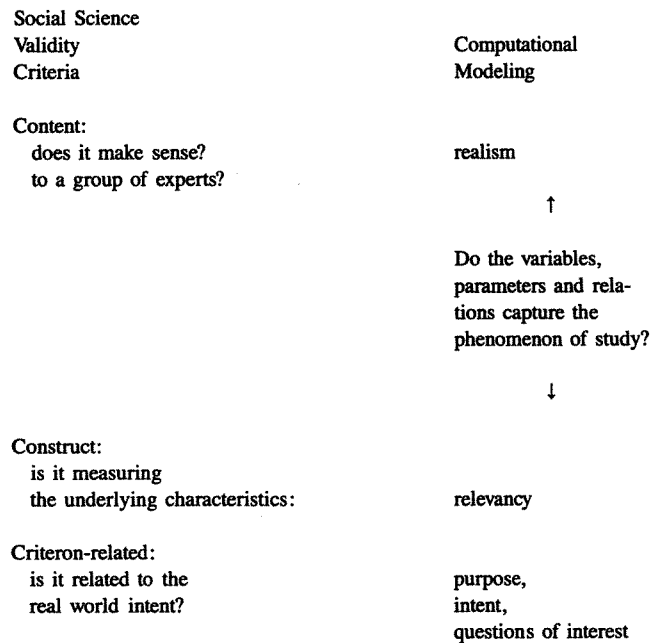 Social Science
Validity
Criteria
Computational
Modeling
Content:
does it make sense?
to a group of experts?
realism
↑
Do the variables,
parameters and rela-
tions capture the
phenomenon of study?
↓
Construct:
is it measuring
the underlying characteristics:
relevancy
Criteron-related:
is it related to the
real world intent?
purpose,
intent,
questions of interest